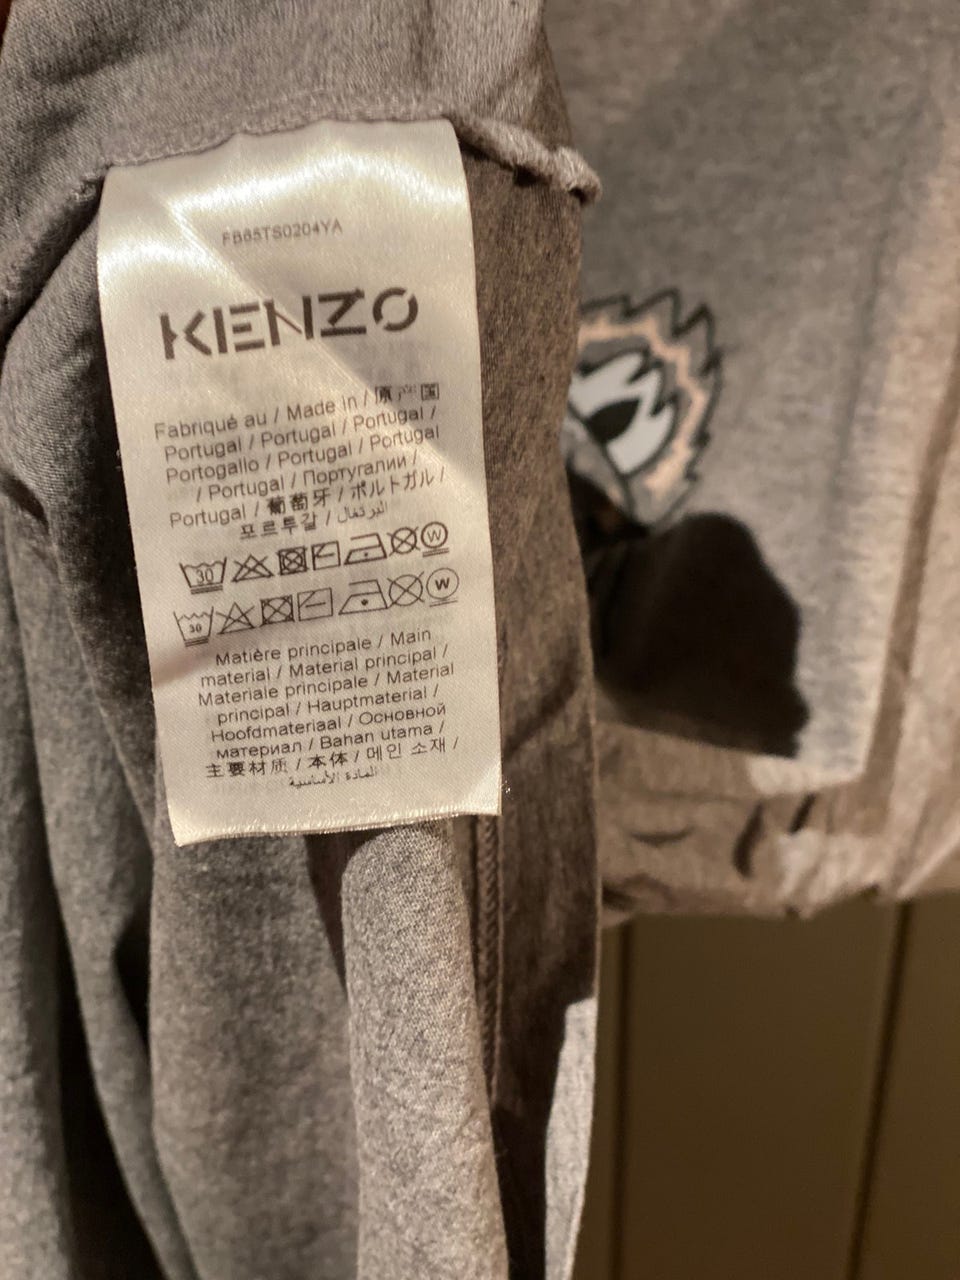 FB65TS0204YA
KENZO
Fabriqué au / Made in / 原产国
Portugal / Portugal / Portugal /
Portogallo / Portugal / Portugal
/ Portugal / Португалии /
Portugal / 葡萄牙 / ポルトガル /
포르투갈 / البرتغال
30 W
30 W
Matière principale / Main
material / Material principal /
Materiale principale / Material
principal / Hauptmaterial /
Hoofdmateriaal / Основной
материал / Bahan utama /
主要材质 / 本体 / 메인 소재 /
المادة الأساسية